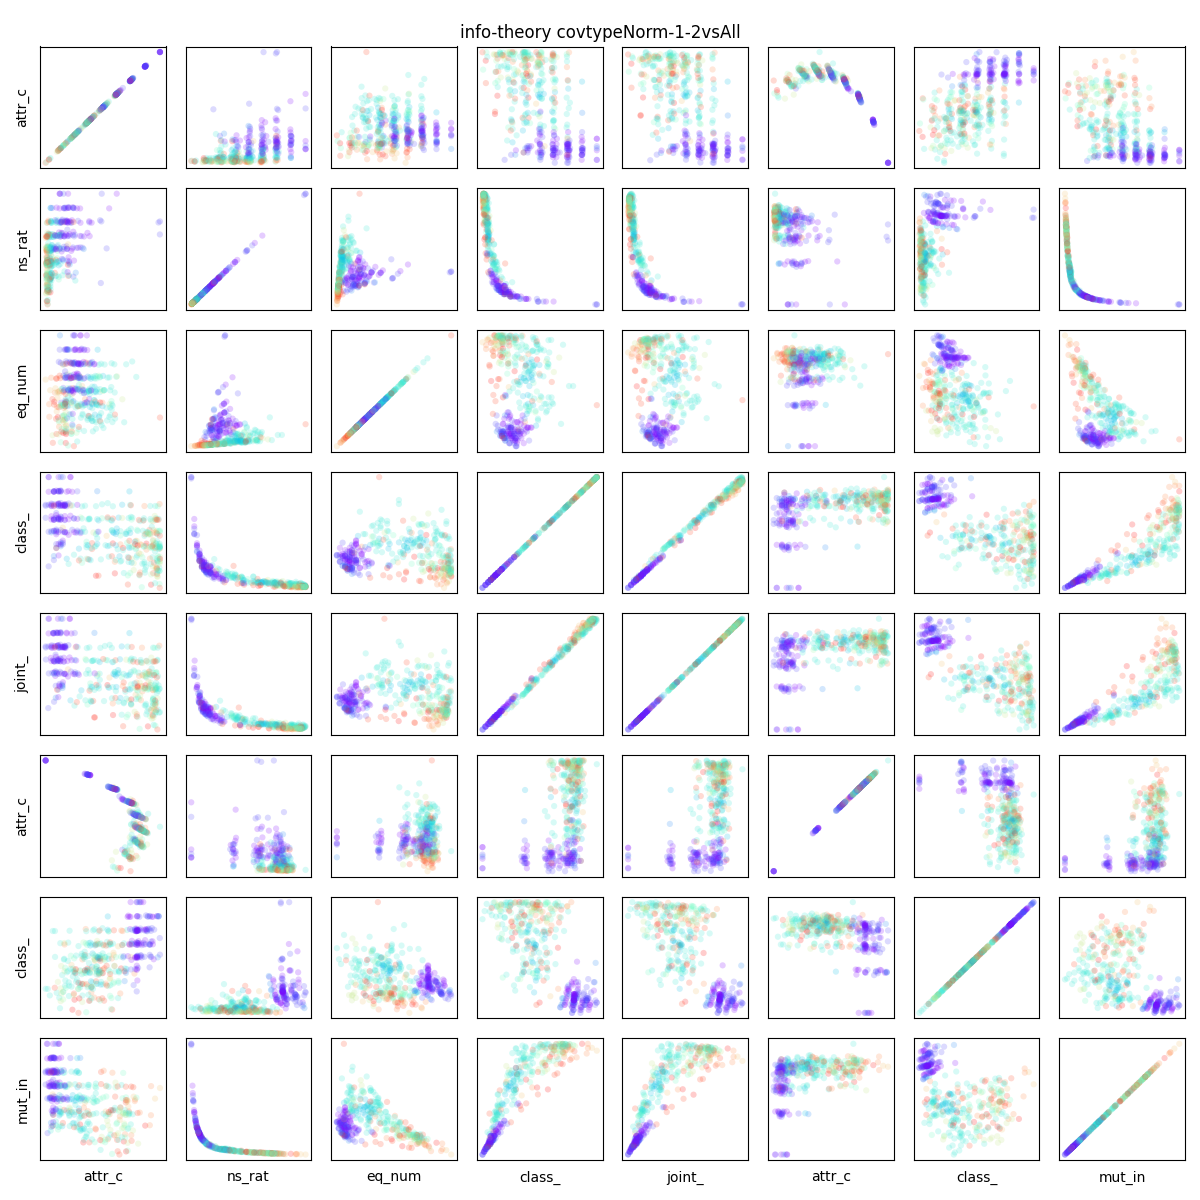 info-theory covtypeNorm-1-2vsAll
attr_c
ns_rat
eq_num
class_
joint_
attr_c
class_
mut_in
attr_c
ns_rat
eq_num
class_
joint_
attr_c
class_
mut_in